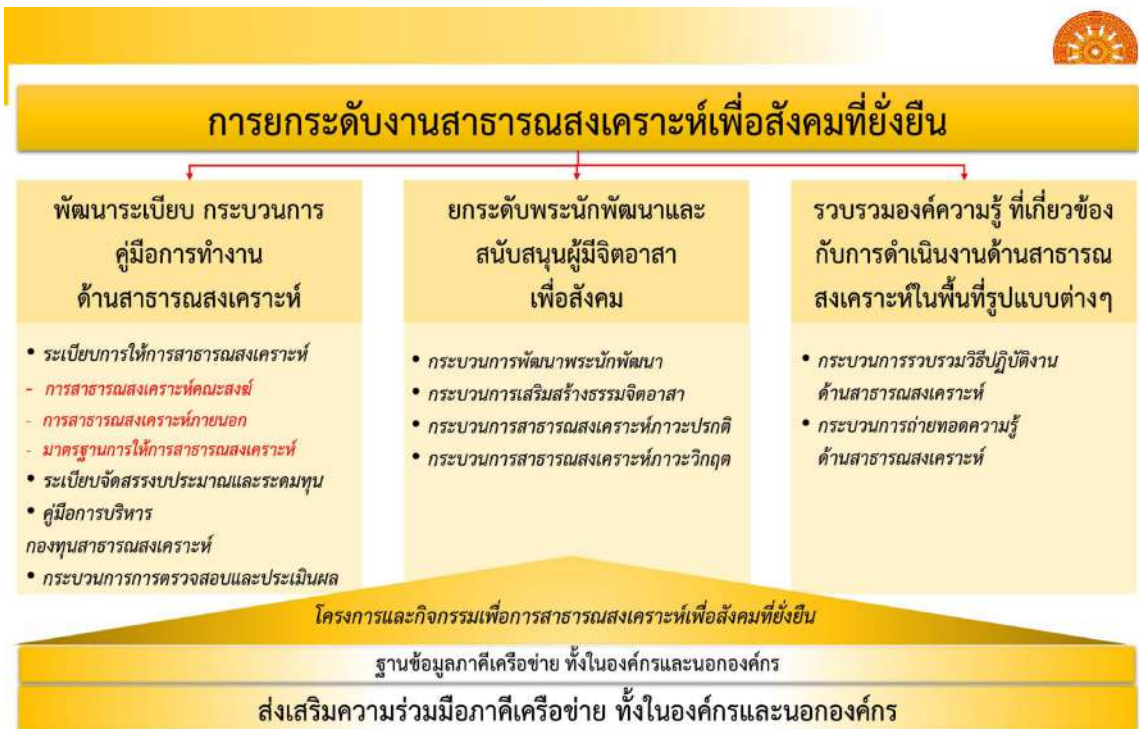 การยกระดับงานสาธารณสงเคราะห์เพื่อสังคมที่ยั่งยืน
พัฒนาระเบียบ กระบวนการ
คู่มือการทำงาน
ด้านสาธารณสงเคราะห์
• ระเบียบการให้การสาธารณสงเคราะห์
- การสาธารณสงเคราะห์คณะสงฆ์
- การสาธารณสงเคราะห์ภายนอก
- มาตรฐานการให้การสาธารณสงเคราะห์
• ระเบียบจัดสรรงบประมาณและระดมทุน
• คู่มือการบริหาร
กองทุนสาธารณสงเคราะห์
• กระบวนการการตรวจสอบและประเมินผล
ยกระดับพระนักพัฒนาและ
สนับสนุนผู้มีจิตอาสา
เพื่อสังคม
• กระบวนการพัฒนาพระนักพัฒนา
• กระบวนการเสริมสร้างธรรมจิตอาสา
• กระบวนการสาธารณสงเคราะห์ภาวะปรกติ
• กระบวนการสาธารณสงเคราะห์ภาวะวิกฤต
รวบรวมองค์ความรู้ ที่เกี่ยวข้อง
กับการดำเนินงานด้านสาธารณ
สงเคราะห์ในพื้นที่รูปแบบต่างๆ
• กระบวนการรวบรวมวิธีปฏิบัติงาน
ด้านสาธารณสงเคราะห์
• กระบวนการถ่ายทอดความรู้
ด้านสาธารณสงเคราะห์
โครงการและกิจกรรมเพื่อการสาธารณสงเคราะห์เพื่อสังคมที่ยั่งยืน
ฐานข้อมูลภาคีเครือข่าย ทั้งในองค์กรและนอกองค์กร
ส่งเสริมความร่วมมือภาคีเครือข่าย ทั้งในองค์กรและนอกองค์กร